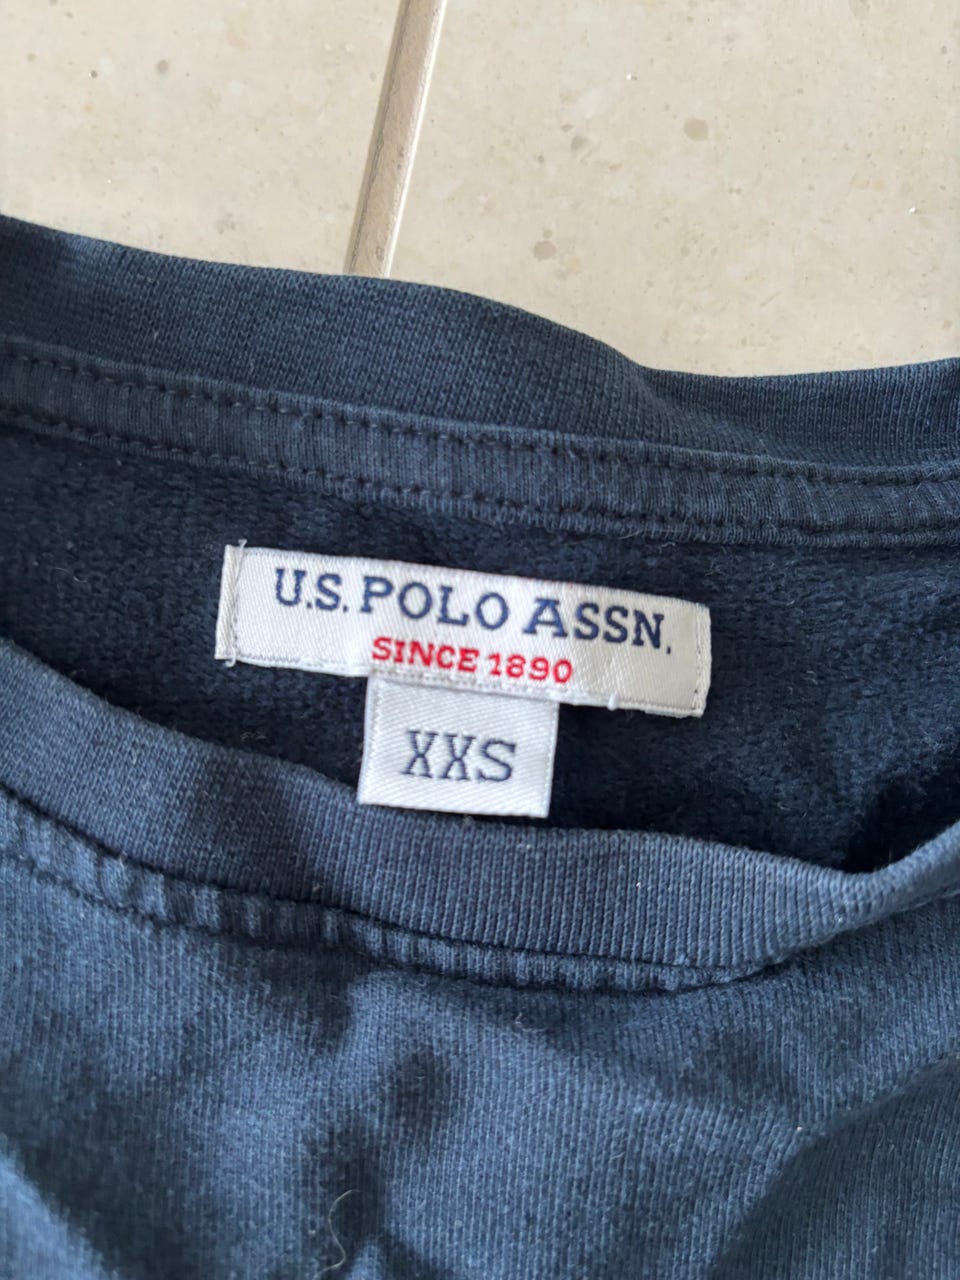 U.S. POLO ASSN.
SINCE 1890
XXS